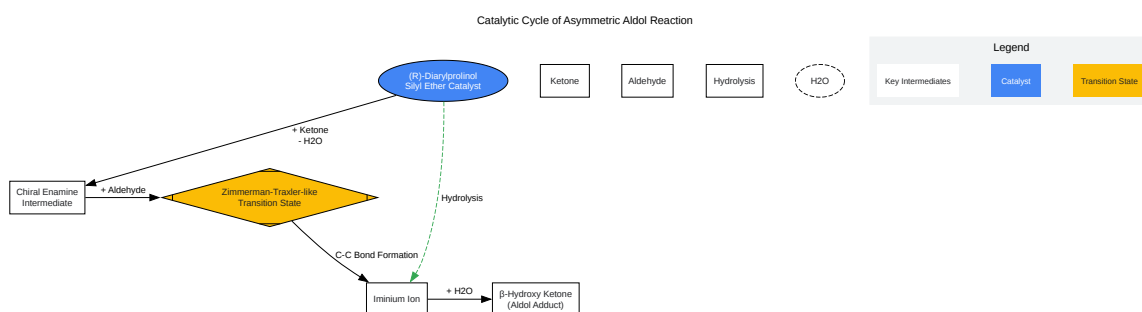 Catalytic Cycle of Asymmetric Aldol Reaction
(R)-Diarylprolinol
Silyl Ether Catalyst
Ketone
Aldehyde
Hydrolysis
H2O
Legend
Key Intermediates
Catalyst
Transition State
+ Ketone
- H2O
Chiral Enamine
Intermediate
+ Aldehyde
Zimmerman-Traxler-like
Transition State
Hydrolysis
C-C Bond Formation
Iminium Ion
+ H2O
β-Hydroxy Ketone
(Aldol Adduct)